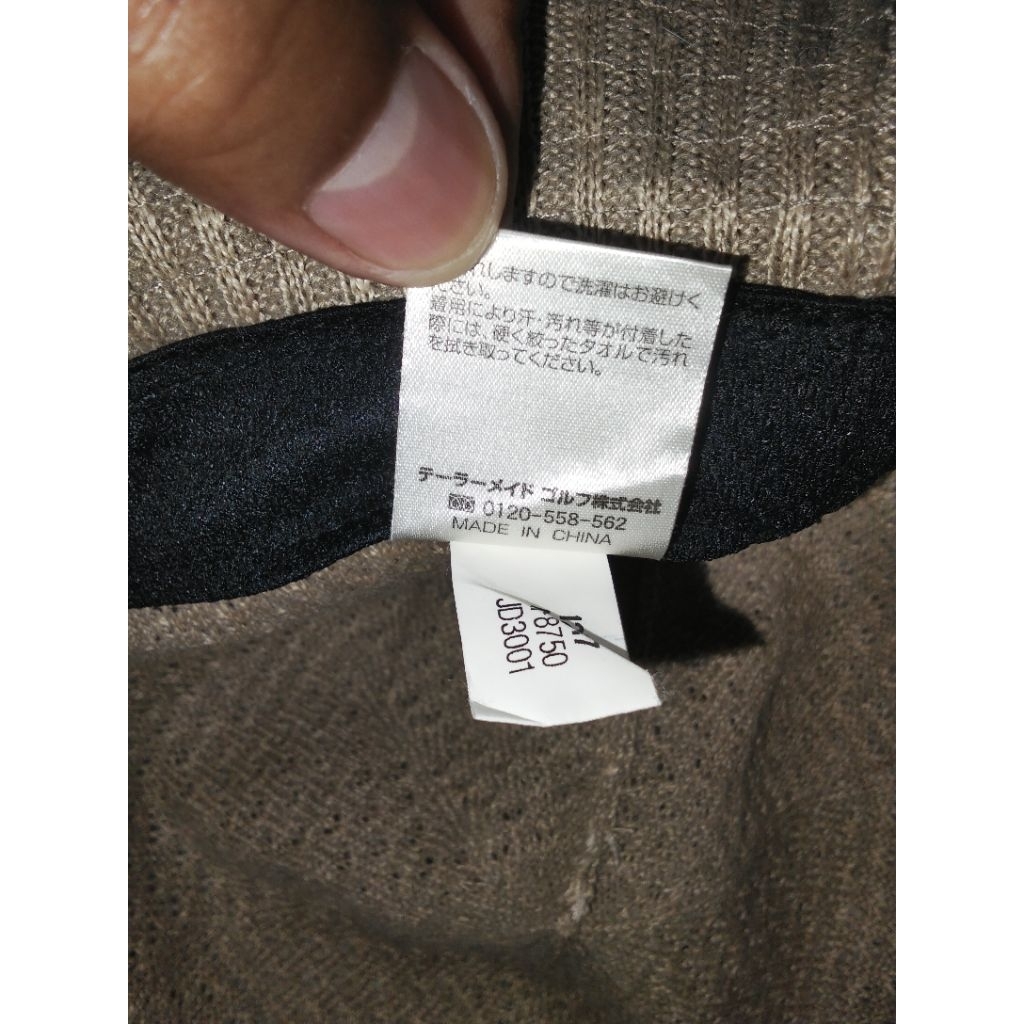 れしますので洗濯はお避けく
ださい。
着用により汗・汚れ等が付着した
際には、硬く絞ったタオルで汚れ
を拭き取ってください。
テーラーメイド ゴルフ株式会社
0120-558-562
MADE IN CHINA
8750
JD3001